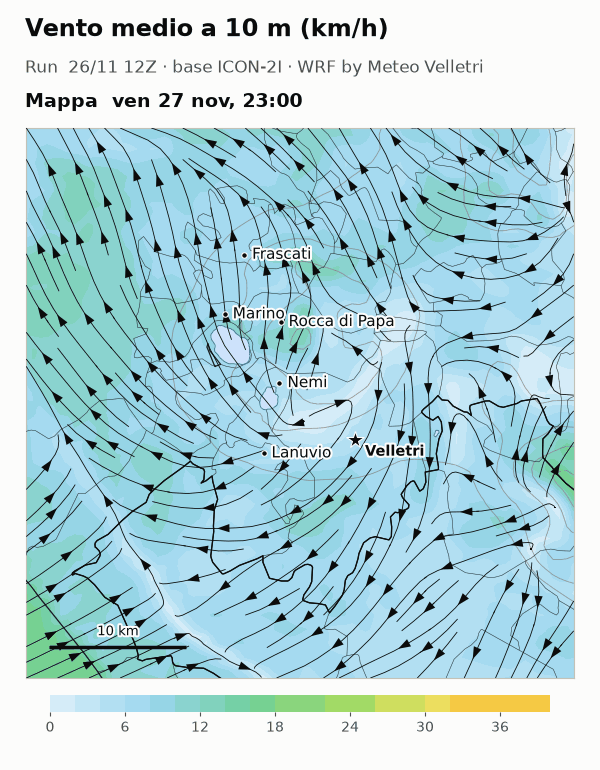 Vento medio a 10 m (km/h)
Run 26/11 12Z · base ICON-2I · WRF by Meteo Velletri
Mappa ven 27 nov, 23:00
Frascati
Marino
Rocca di Papa
Nemi
Velletri
Lanuvio
10 km
0 6 12 18 24 30 36